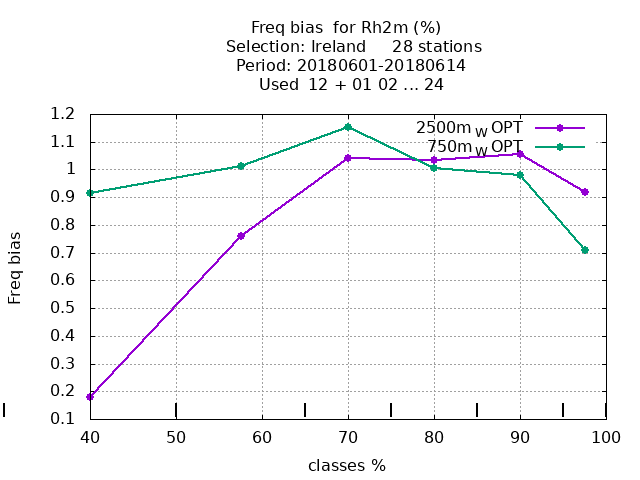 Freq bias  for Rh2m (%)
Selection: Ireland     28 stations
Period: 20180601-20180614
Used  12 + 01 02 ... 24
2500m_W OPT
750m_W OPT
1.2
1.1
1
0.9
0.8
0.7
0.6
0.5
0.4
0.3
0.2
0.1
Freq bias
40 50 60 70 80 90 100
classes %